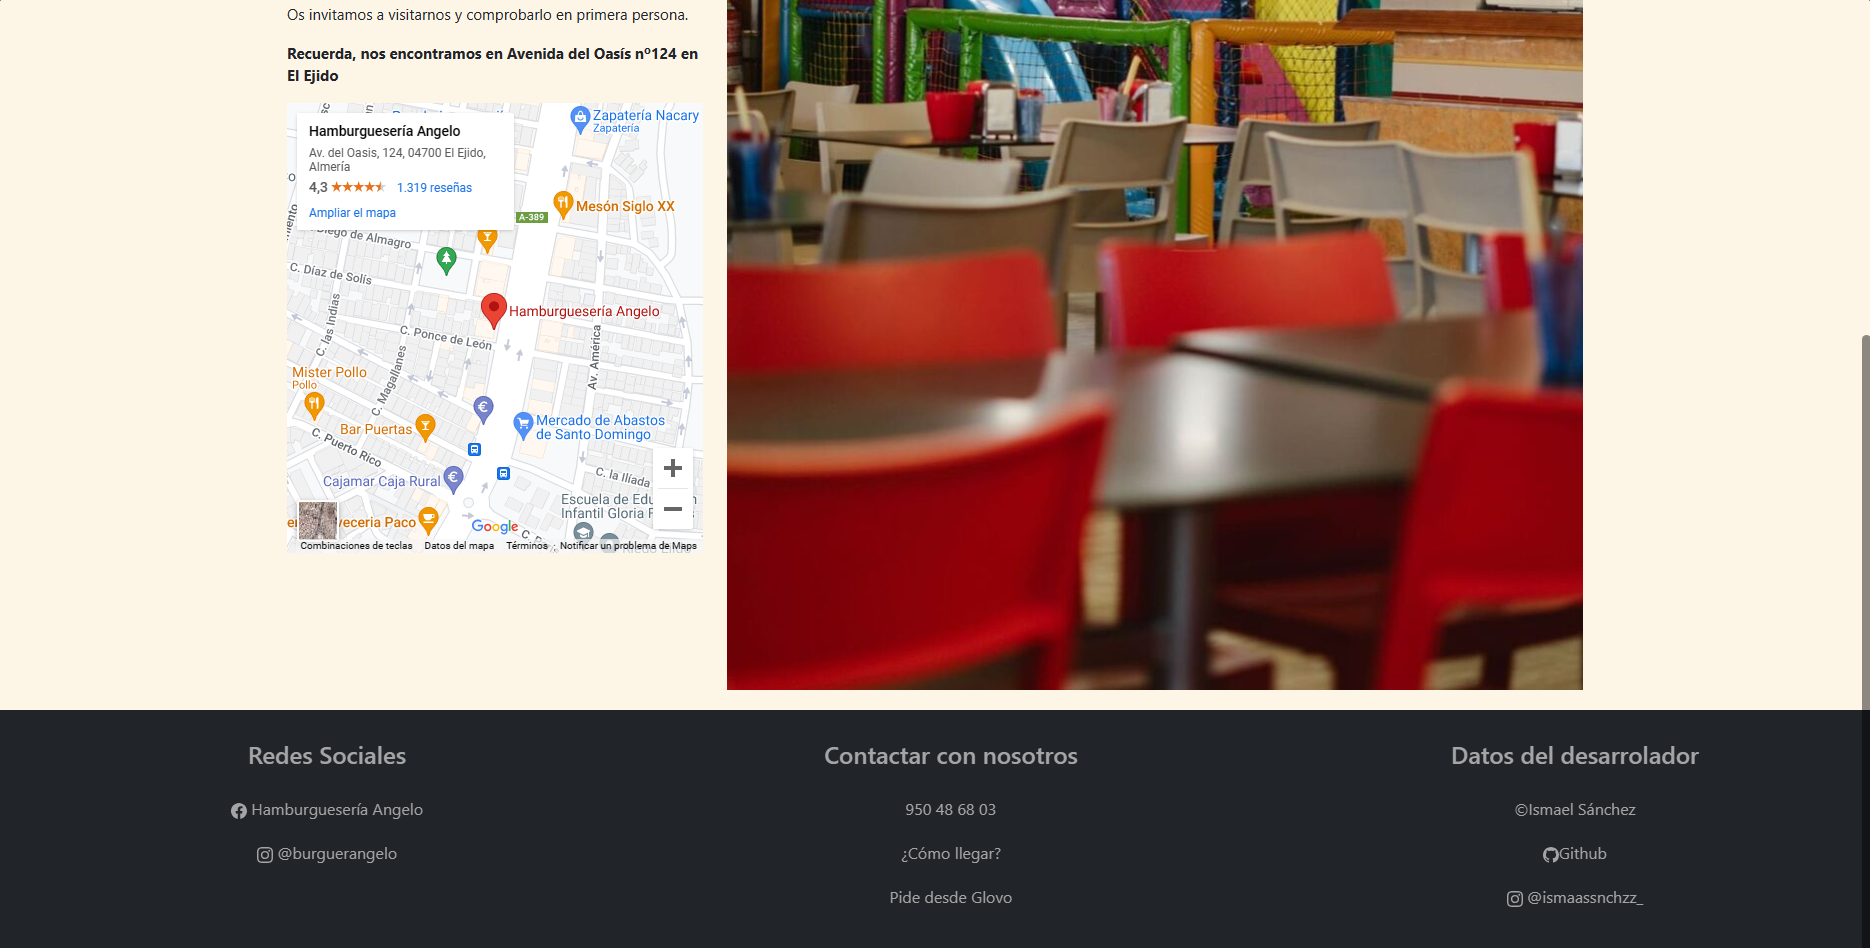 Os invitamos a visitarnos y comprobarlo en primera persona.
Recuerda, nos encontramos en Avenida del Oasís nº124 en
El Ejido
Hamburguesería Angelo
Av. del Oasis, 124, 04700 El Ejido,
Almería
4,3 1.319 reseñas
Ampliar el mapa
Zapatería Nacary
Zapatería
Mesón Siglo XX
A-389
Diego de Almagro
C. Díaz de Solís
Hamburguesería Angelo
C. las Indias
C. Ponce de León
Av. América
C. Magallanes
Mister Pollo
Pollo
Bar Puertas
Mercado de Abastos
de Santo Domingo
C. Puerto Rico
Cajamar Caja Rural
C. la Ilíada
Escuela de
Infantil Gloria
Paco
Google
Combinaciones de teclas Datos del mapa Términos Notificar un problema de Maps
Redes Sociales
Hamburguesería Angelo
@burguerangelo
Contactar con nosotros
950 48 68 03
¿Cómo llegar?
Pide desde Glovo
Datos del desarrolador
©Ismael Sánchez
Github
@ismaassnchzz_